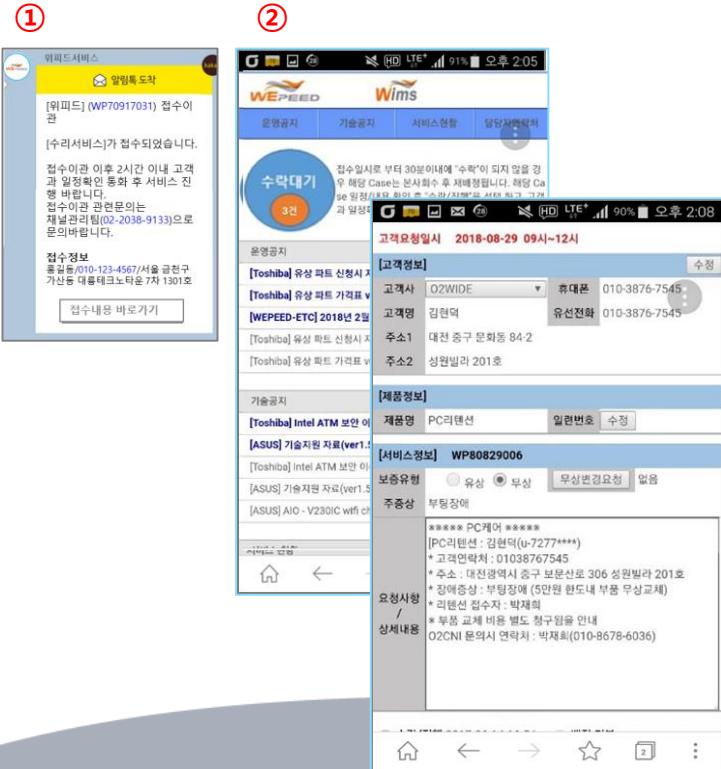 ①
②
위피드서비스
알림톡 도착
[위피드] (WP70917031) 접수이
관
[수리서비스]가 접수되었습니다.
접수이관 이후 2시간 이내 고객
과 일정확인 통화 후 서비스 진
행 바랍니다.
접수이관 관련문의는
채널관리팀(02-2038-9133)으로
문의바랍니다.
접수정보
홍길동/010-123-4567/서울 금천구
가산동 대륭테크노타운 7차 1301호
접수내용 바로가기
HD LTE+ 91% 오후 2:05
WEPEED Wims
운영공지 기술공지 서비스현황 담당자연락처
수락대기
3건
접수일시로 부터 30분이내에 "수락"이 되지 않을 경
우 해당 Case는 본사회수 후 재배정됩니다. 해당 Ca
운영공지
[Toshiba] 유상 파트 신청시
[Toshiba] 유상 파트 가격표
[WEPEED-ETC] 2018년 2월
[Toshiba] 유상 파트 신청시
[Toshiba] 유상 파트 가격표
기술공지
[Toshiba] Intel ATM 보안
[ASUS] 기술지원 자료(ver1.5
[Toshiba] Intel ATM 보안
[ASUS] 기술지원 자료(ver1.5
[ASUS] AIO - V230IC wifi
HD LTE+ 90% 오후 2:08
고객요청일시 2018-08-29 09시~12시
[고객정보] 수정
고객사 O2WIDE 휴대폰 010-3876-7545
고객명 김현덕 유선전화 010-3876-7545
주소1 대전 중구 문화동 84-2
주소2 성원빌라 201호
[제품정보]
제품명 PC리텐션 일련번호 수정
[서비스정보] WP80829006
보증유형 유상 무상 무상변경요청 없음
주증상 부팅장애
요청사항
/
상세내용
***** PC케어 *****
[PC리텐션 : 김현덕(u-7277****)
* 고객연락처 : 01038767545
* 주소 : 대전광역시 중구 보문산로 306 성원빌라 201호
* 장애증상 : 부팅장애 (5만원 한도내 부품 무상교체)
* 리텐션 접수자 : 박재희
* 부품 교체 비용 별도 청구됨을 안내
O2CNI 문의시 연락처 : 박재희(010-8678-6036)
2